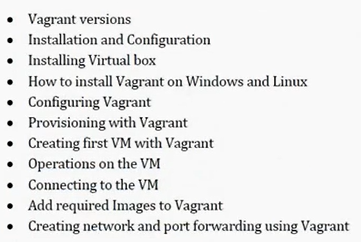 • Vagrant versions
• Installation and Configuration
• Installing Virtual box
• How to install Vagrant on Windows and Linux
• Configuring Vagrant
• Provisioning with Vagrant
• Creating first VM with Vagrant
• Operations on the VM
• Connecting to the VM
• Add required Images to Vagrant
• Creating network and port forwarding using Vagrant